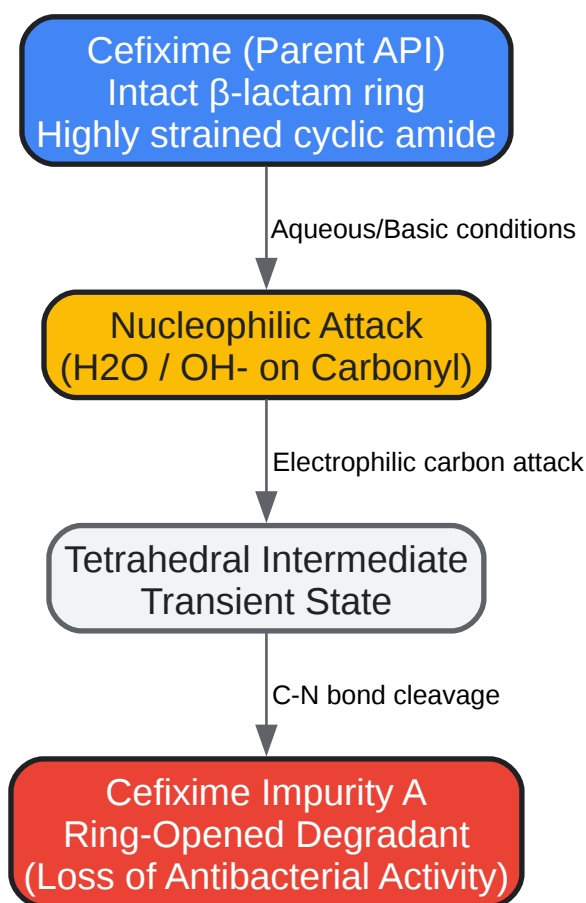 Cefixime (Parent API)
Intact β-lactam ring
Highly strained cyclic amide
Aqueous/Basic conditions
Nucleophilic Attack
(H2O / OH- on Carbonyl)
Electrophilic carbon attack
Tetrahedral Intermediate
Transient State
C-N bond cleavage
Cefixime Impurity A
Ring-Opened Degradant
(Loss of Antibacterial Activity)